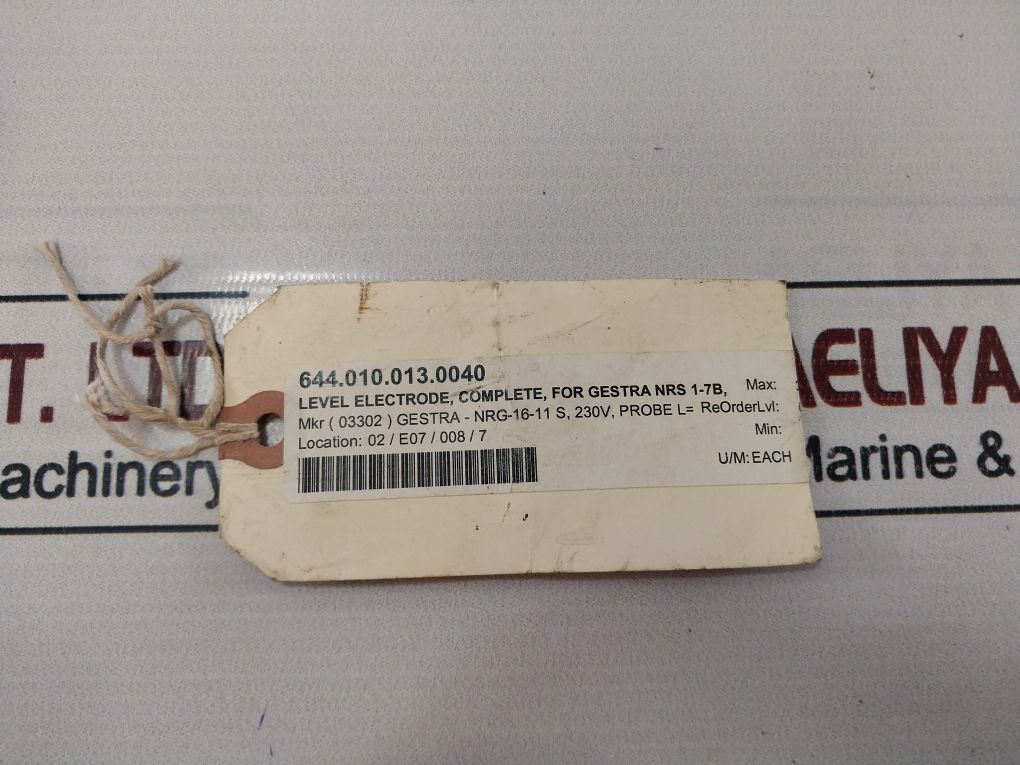 T. LTD
AELIYA
achinery
Marine &
644.010.013.0040
LEVEL ELECTRODE, COMPLETE, FOR GESTRA NRS 1-7B, Max:
Mkr ( 03302 ) GESTRA - NRG-16-11 S, 230V, PROBE L= ReOrderLvl:
Location: 02 / E07 / 008 / 7 Min:
U/M: EACH